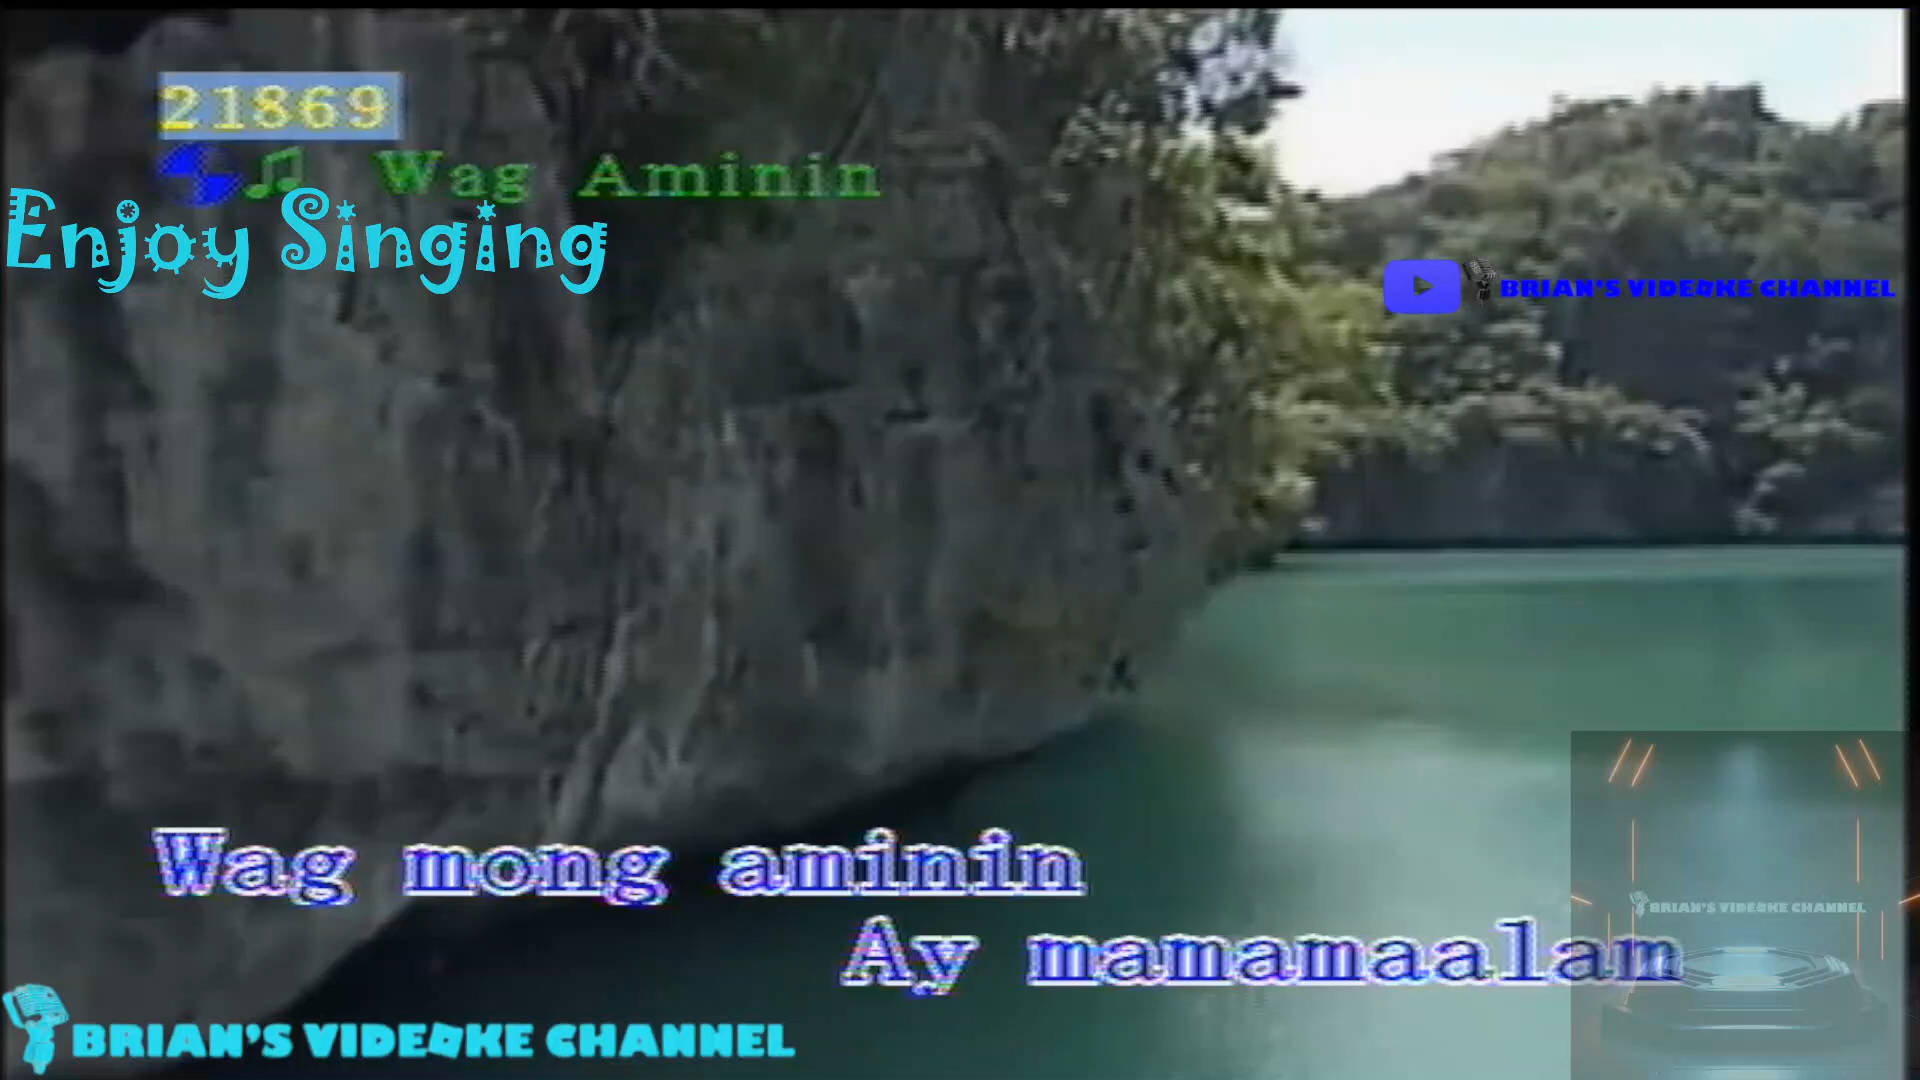 21869
Wag Aminin
Enjoy Singing
BRIAN'S VIDEOKE CHANNEL
Wag mong aminin
Ay mamamaalam
BRIAN'S VIDEOKE CHANNEL
BRIAN'S VIDEOKE CHANNEL